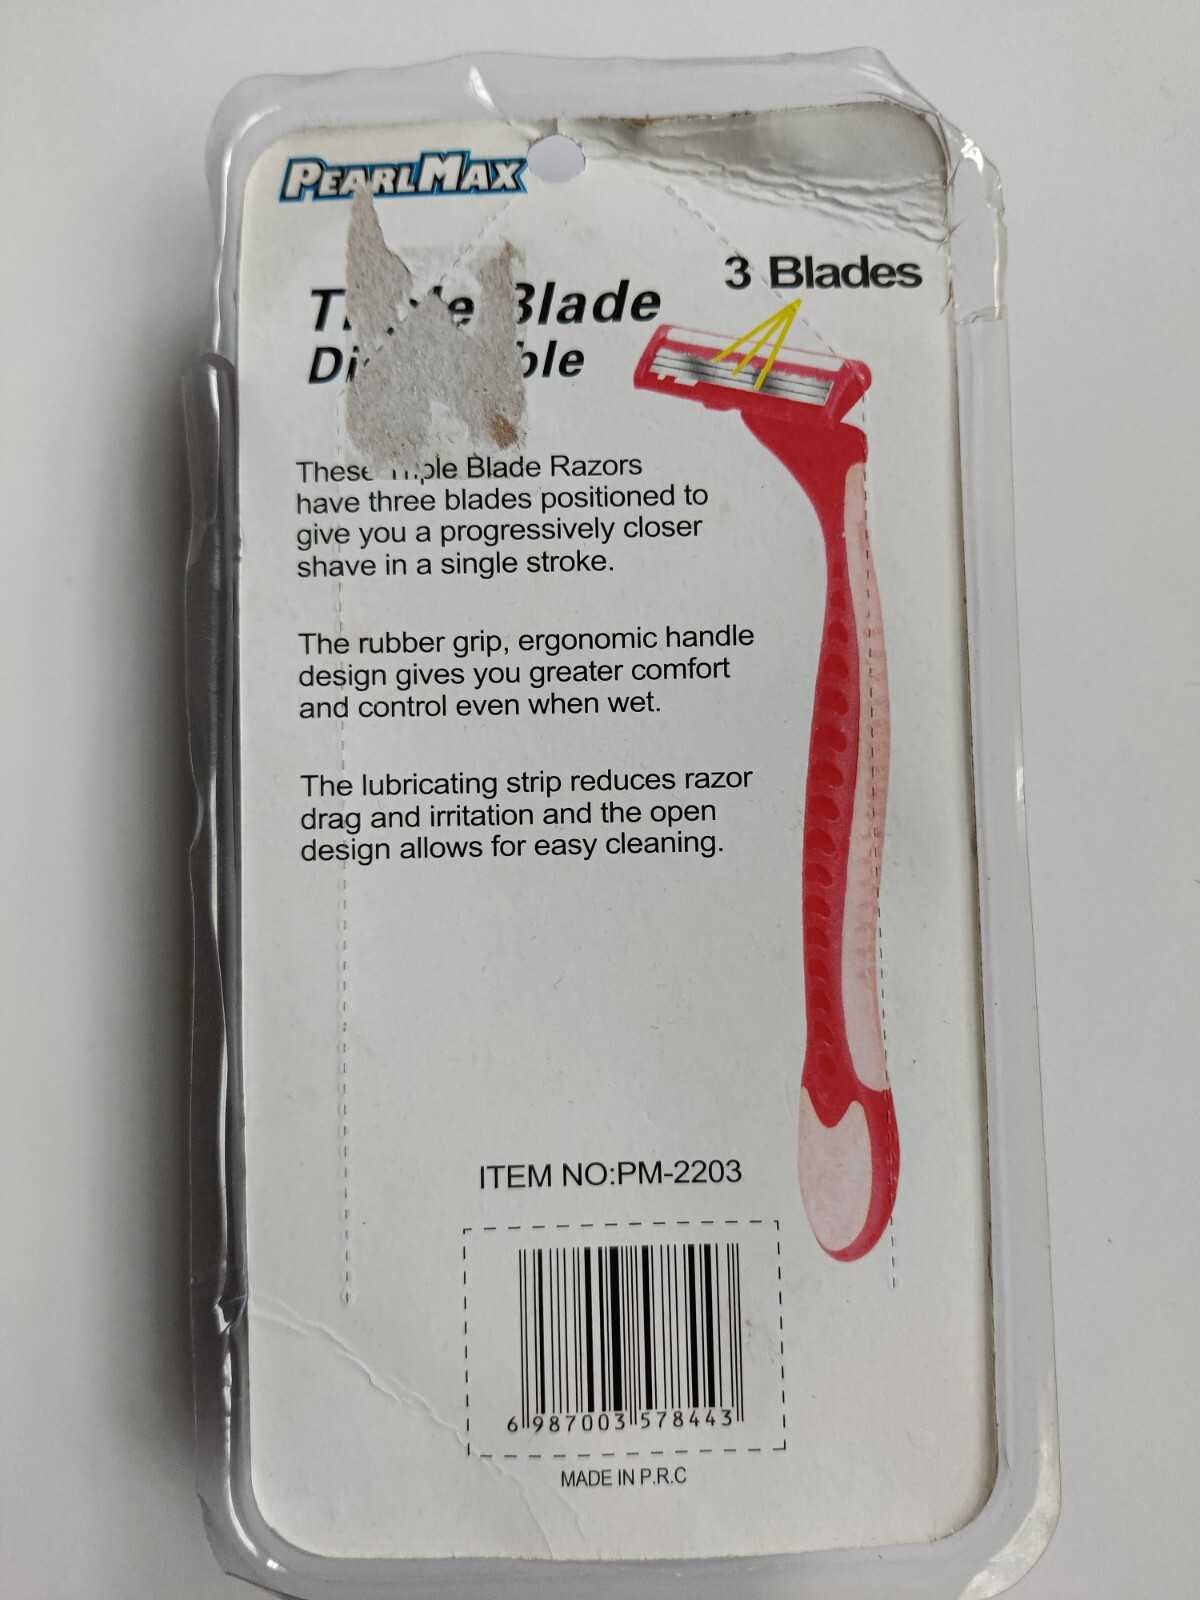 PEARLMAX
3 Blades
Blade
These Triple Blade Razors
have three blades positioned to
give you a progressively closer
shave in a single stroke.
The rubber grip, ergonomic handle
design gives you greater comfort
and control even when wet.
The lubricating strip reduces razor
drag and irritation and the open
design allows for easy cleaning.
ITEM NO:PM-2203
6 987003 578443
MADE IN P.R.C